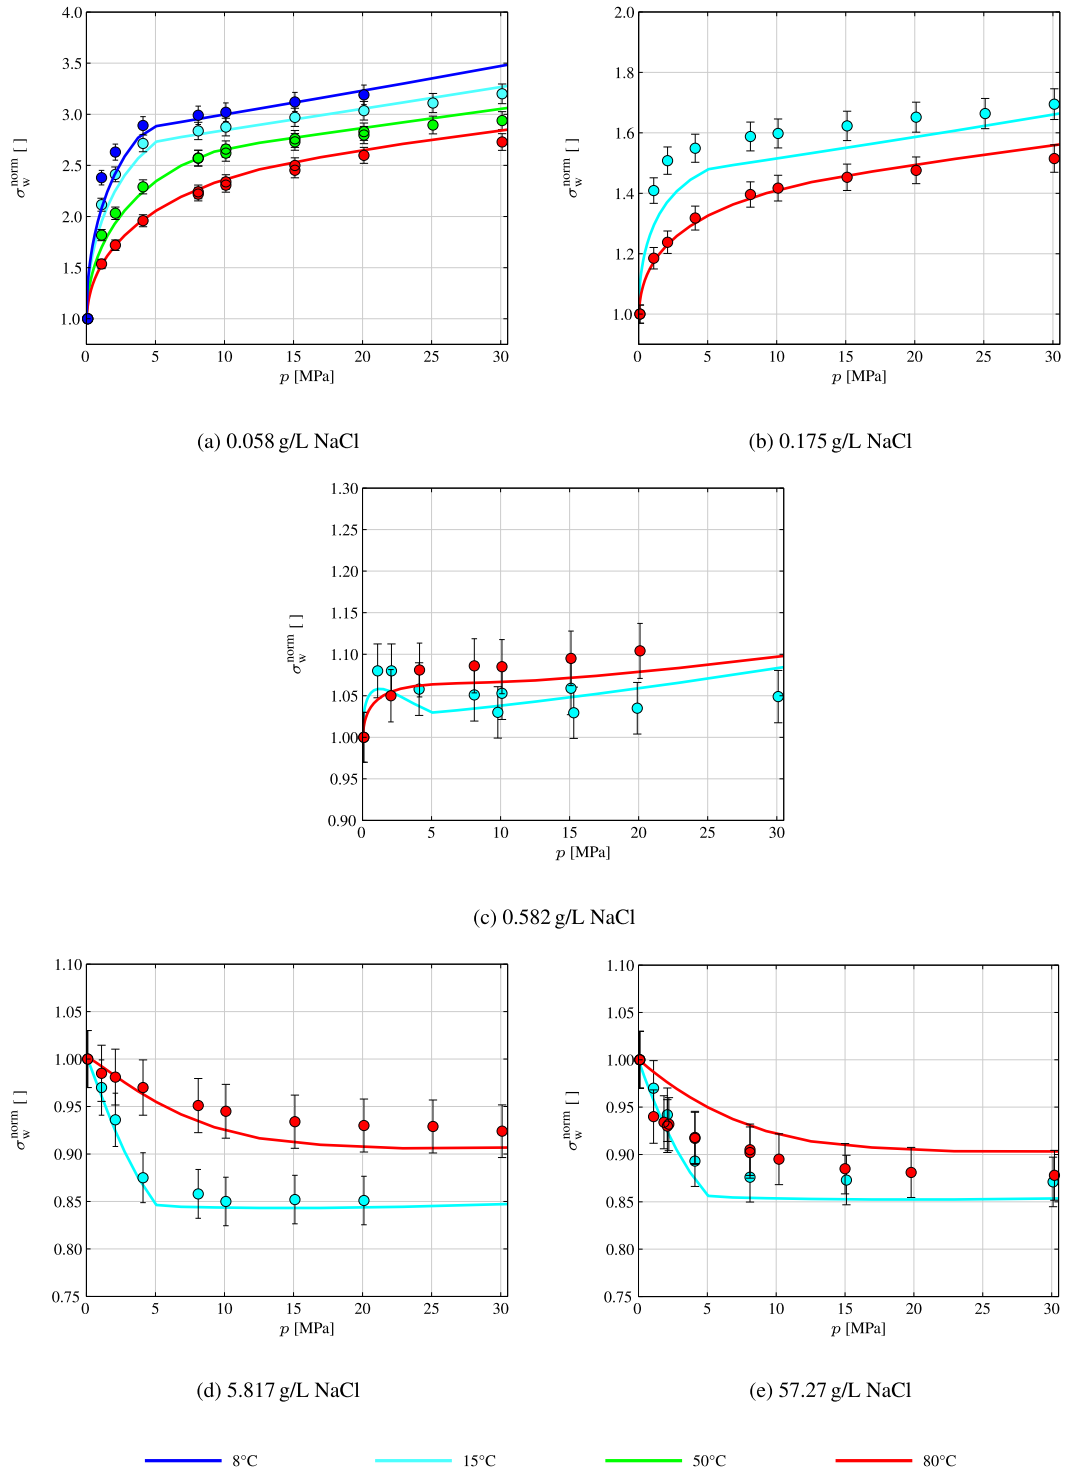 4.0
3.5
3.0
2.5
2.0
1.5
1.0
σ_w^norm [ ]
0 5 10 15 20 25 30
p [MPa]
(a) 0.058 g/L NaCl
2.0
1.8
1.6
1.4
1.2
1.0
σ_w^norm [ ]
0 5 10 15 20 25 30
p [MPa]
(b) 0.175 g/L NaCl
1.30
1.25
1.20
1.15
1.10
1.05
1.00
0.95
0.90
σ_w^norm [ ]
0 5 10 15 20 25 30
p [MPa]
(c) 0.582 g/L NaCl
1.10
1.05
1.00
0.95
0.90
0.85
0.80
0.75
σ_w^norm [ ]
0 5 10 15 20 25 30
p [MPa]
(d) 5.817 g/L NaCl
1.10
1.05
1.00
0.95
0.90
0.85
0.80
0.75
σ_w^norm [ ]
0 5 10 15 20 25 30
p [MPa]
(e) 57.27 g/L NaCl
8°C 15°C 50°C 80°C